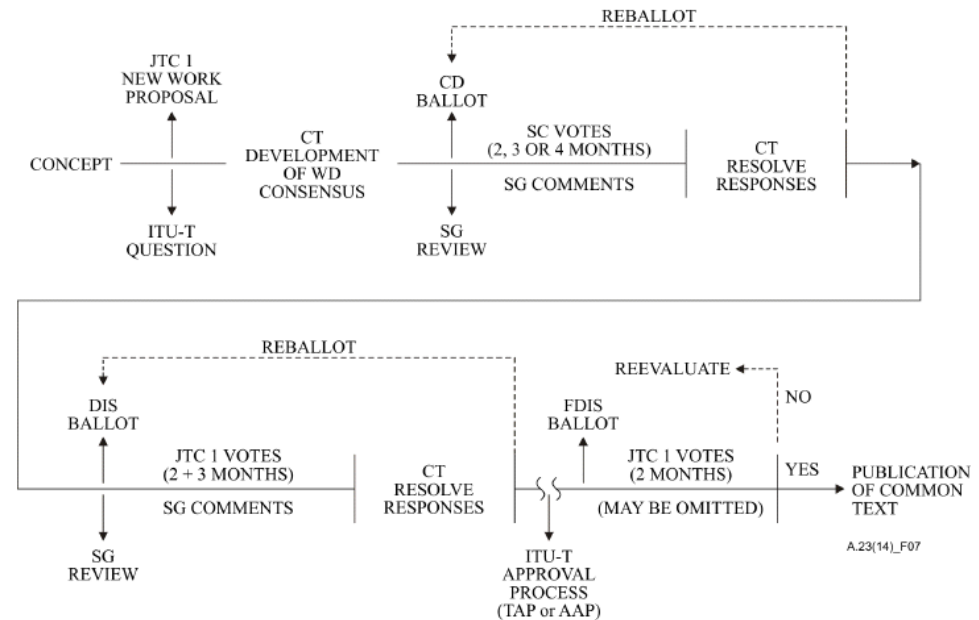 REBALLOT
JTC 1
NEW WORK
PROPOSAL
CD
BALLOT
CONCEPT
CT
DEVELOPMENT
OF WD
CONSENSUS
SC VOTES
(2, 3 OR 4 MONTHS)
SG COMMENTS
CT
RESOLVE
RESPONSES
ITU-T
QUESTION
SG
REVIEW
REBALLOT
REEVALUATE
NO
DIS
BALLOT
FDIS
BALLOT
JTC 1 VOTES
(2 + 3 MONTHS)
SG COMMENTS
CT
RESOLVE
RESPONSES
JTC 1 VOTES
(2 MONTHS)
(MAY BE OMITTED)
YES
PUBLICATION
OF COMMON
TEXT
A.23(14)_F07
SG
REVIEW
ITU-T
APPROVAL
PROCESS
(TAP or AAP)